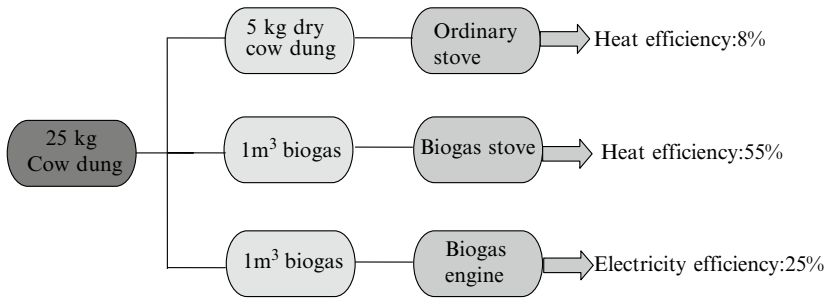 25 kg
Cow dung
5 kg dry
cow dung
Ordinary
stove
Heat efficiency:8%
1m³ biogas
Biogas stove
Heat efficiency:55%
1m³ biogas
Biogas
engine
Electricity efficiency:25%